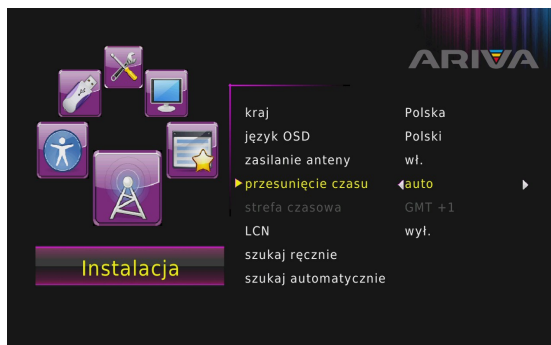 ARIVA
kraj Polska
język OSD Polski
zasilanie anteny wł.
przesunięcie czasu auto
strefa czasowa GMT +1
LCN wył.
szukaj ręcznie
szukaj automatycznie
Instalacja